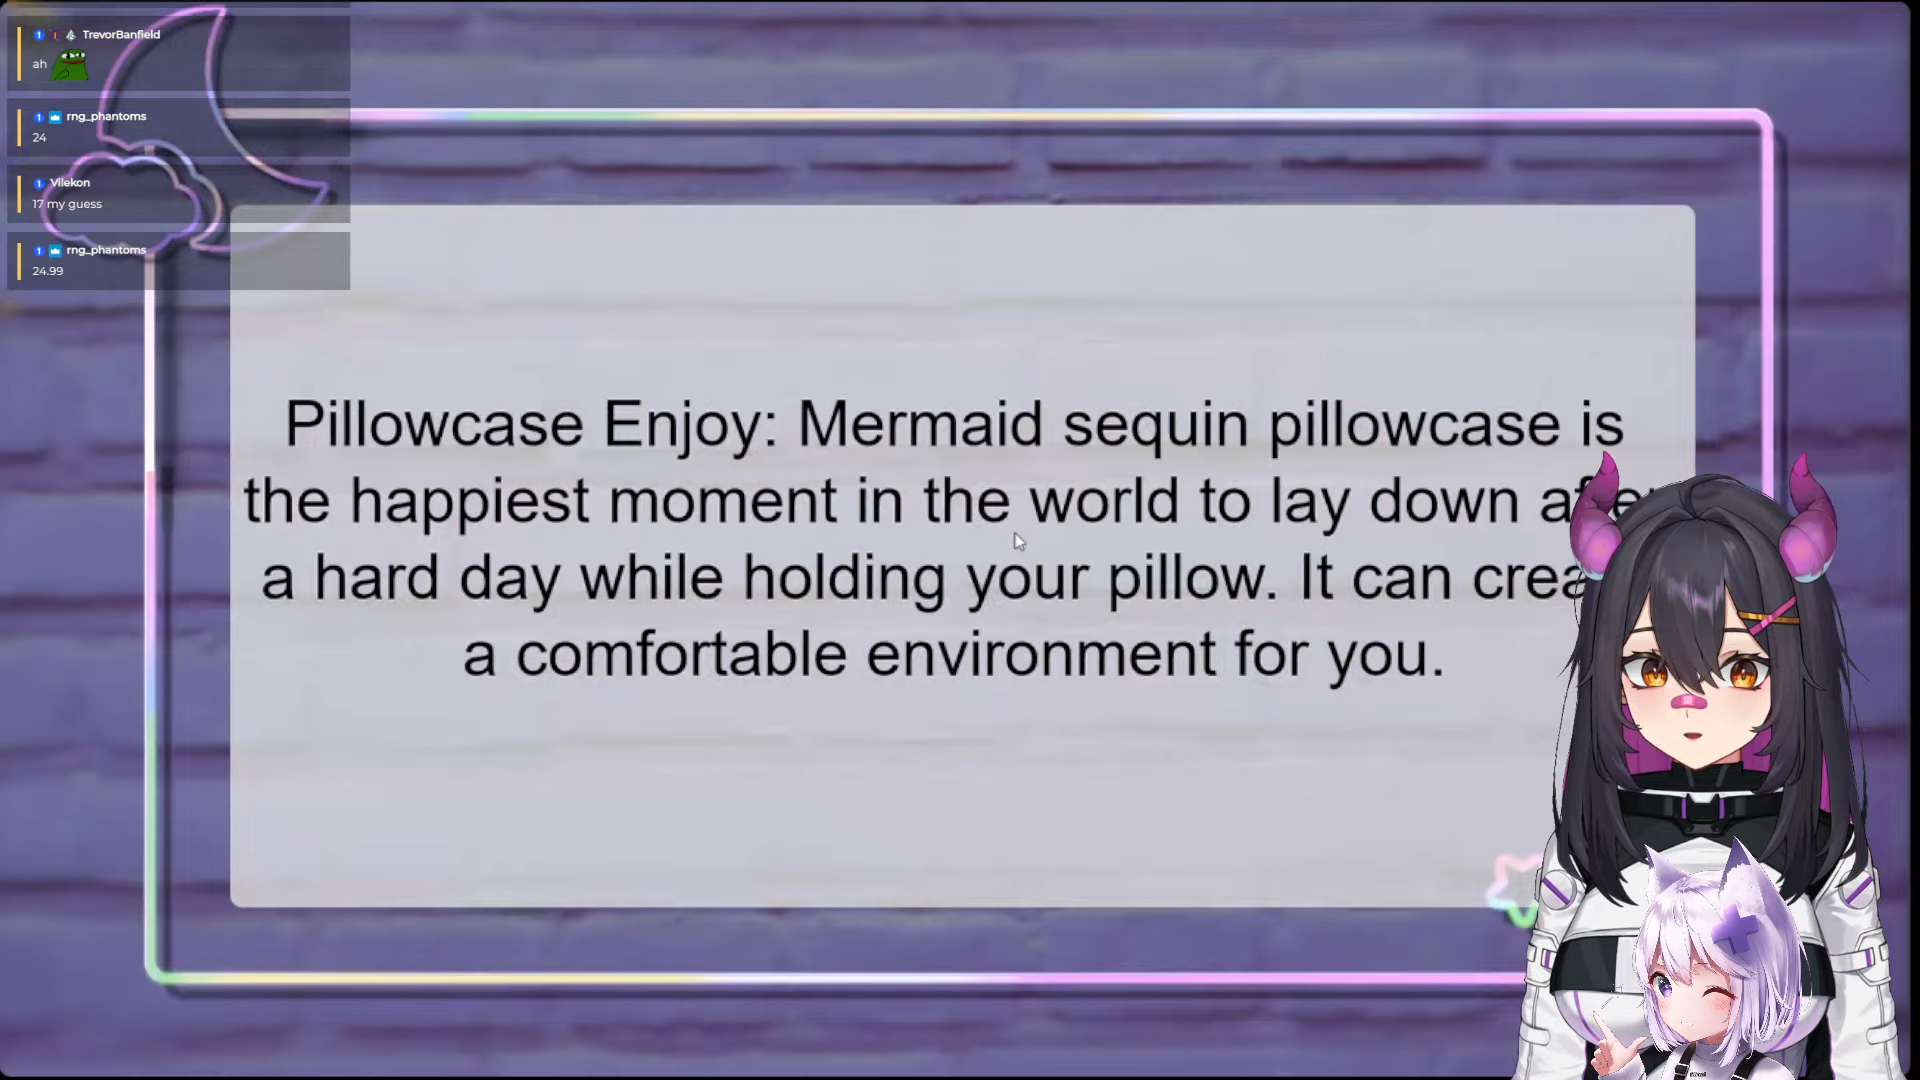 TrevorBanfield
ah
rng_phantoms
24
Vilekon
17 my guess
rng_phantoms
24.99
Pillowcase Enjoy: Mermaid sequin pillowcase is
the happiest moment in the world to lay down
a hard day while holding your pillow. It can
a comfortable environment for you.